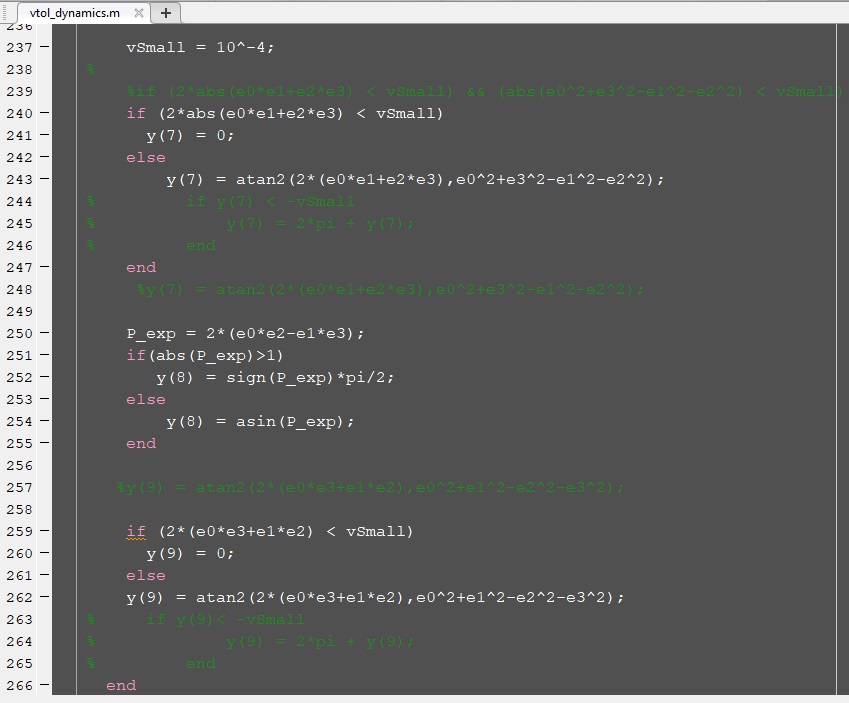 vtol_dynamics.m × +
236
237 – vSmall = 10^-4;
238 %
239 %if (2*abs(e0*e1+e2*e3) < vSmall) && (abs(e0^2+e3^2-e1^2-e2^2) < vSmall)
240 – if (2*abs(e0*e1+e2*e3) < vSmall)
241 – y(7) = 0;
242 – else
243 – y(7) = atan2(2*(e0*e1+e2*e3),e0^2+e3^2-e1^2-e2^2);
244 % if y(7) < -vSmall
245 % y(7) = 2*pi + y(7);
246 % end
247 – end
248 %y(7) = atan2(2*(e0*e1+e2*e3),e0^2+e3^2-e1^2-e2^2);
249
250 – P_exp = 2*(e0*e2-e1*e3);
251 – if(abs(P_exp)>1)
252 – y(8) = sign(P_exp)*pi/2;
253 – else
254 – y(8) = asin(P_exp);
255 – end
256
257 %y(9) = atan2(2*(e0*e3+e1*e2),e0^2+e1^2-e2^2-e3^2);
258
259 – if (2*(e0*e3+e1*e2) < vSmall)
260 – y(9) = 0;
261 – else
262 – y(9) = atan2(2*(e0*e3+e1*e2),e0^2+e1^2-e2^2-e3^2);
263 % if y(9)< -vSmall
264 % y(9) = 2*pi + y(9);
265 % end
266 – end